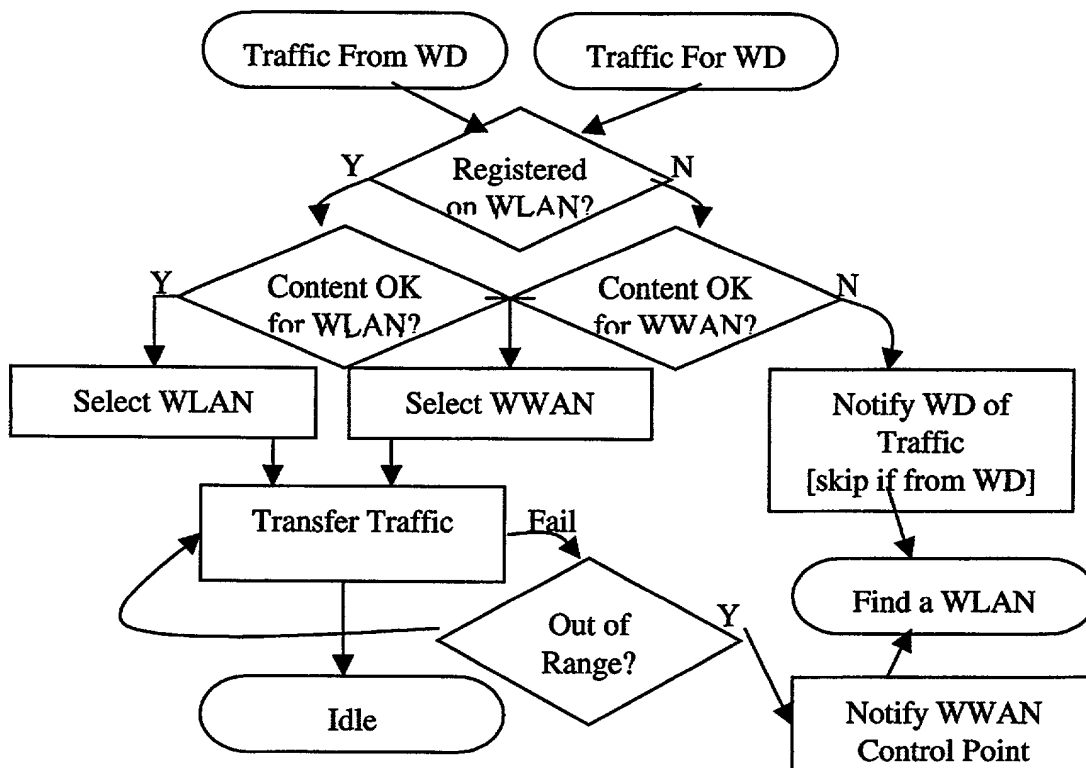 Traffic From WD
Traffic For WD
Y
Registered
on WLAN?
N
Y
Content OK
for WLAN?
Content OK
for WWAN?
N
Select WLAN
Select WWAN
Notify WD of
Traffic
[skip if from WD]
Transfer Traffic
Fail
Find a WLAN
Out of
Range?
Y
Idle
Notify WWAN
Control Point